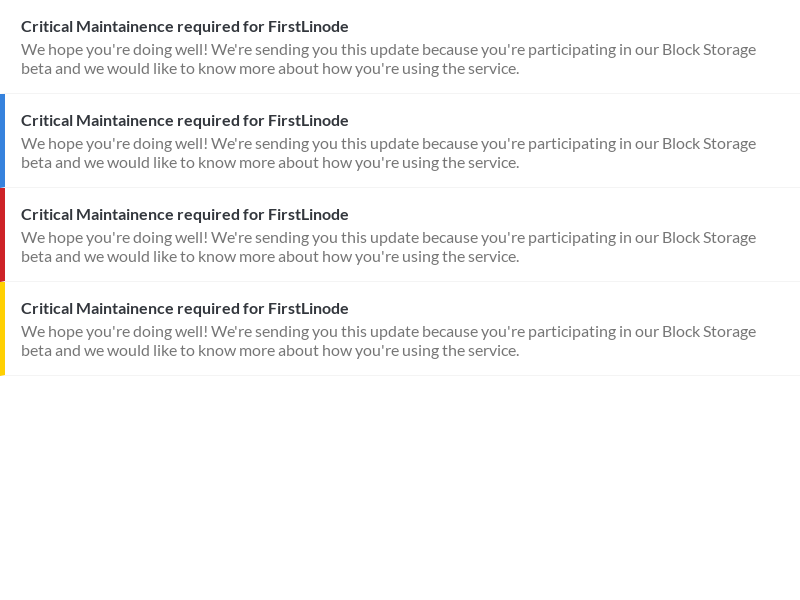 Critical Maintainence required for FirstLinode
We hope you're doing well! We're sending you this update because you're participating in our Block Storage
beta and we would like to know more about how you're using the service.
Critical Maintainence required for FirstLinode
We hope you're doing well! We're sending you this update because you're participating in our Block Storage
beta and we would like to know more about how you're using the service.
Critical Maintainence required for FirstLinode
We hope you're doing well! We're sending you this update because you're participating in our Block Storage
beta and we would like to know more about how you're using the service.
Critical Maintainence required for FirstLinode
We hope you're doing well! We're sending you this update because you're participating in our Block Storage
beta and we would like to know more about how you're using the service.